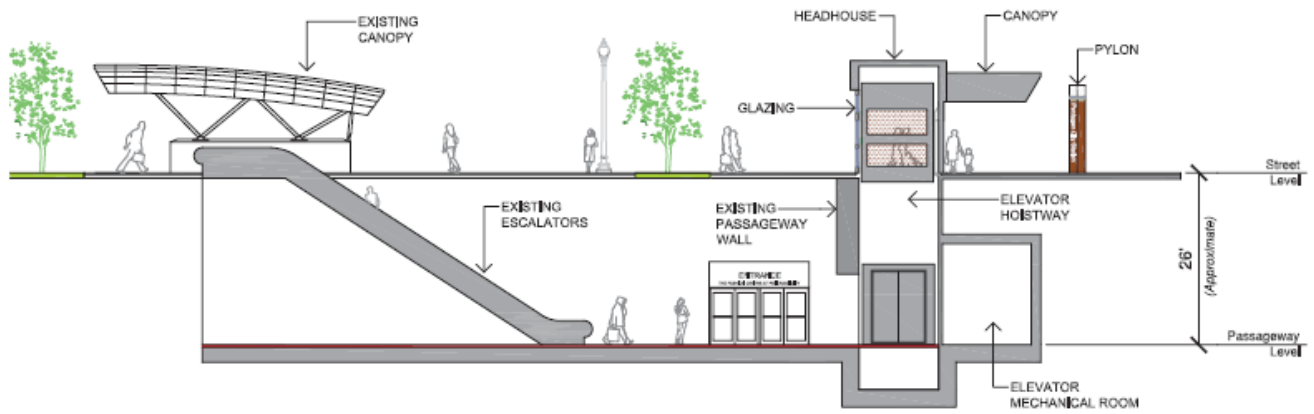 EXISTING
CANOPY
HEADHOUSE
CANOPY
PYLON
GLAZING
Street
Level
EXISTING
ESCALATORS
EXISTING
PASSAGEWAY
WALL
ELEVATOR
HOISTWAY
26'
(Approximate)
ENTRANCE
Passageway
Level
ELEVATOR
MECHANICAL ROOM